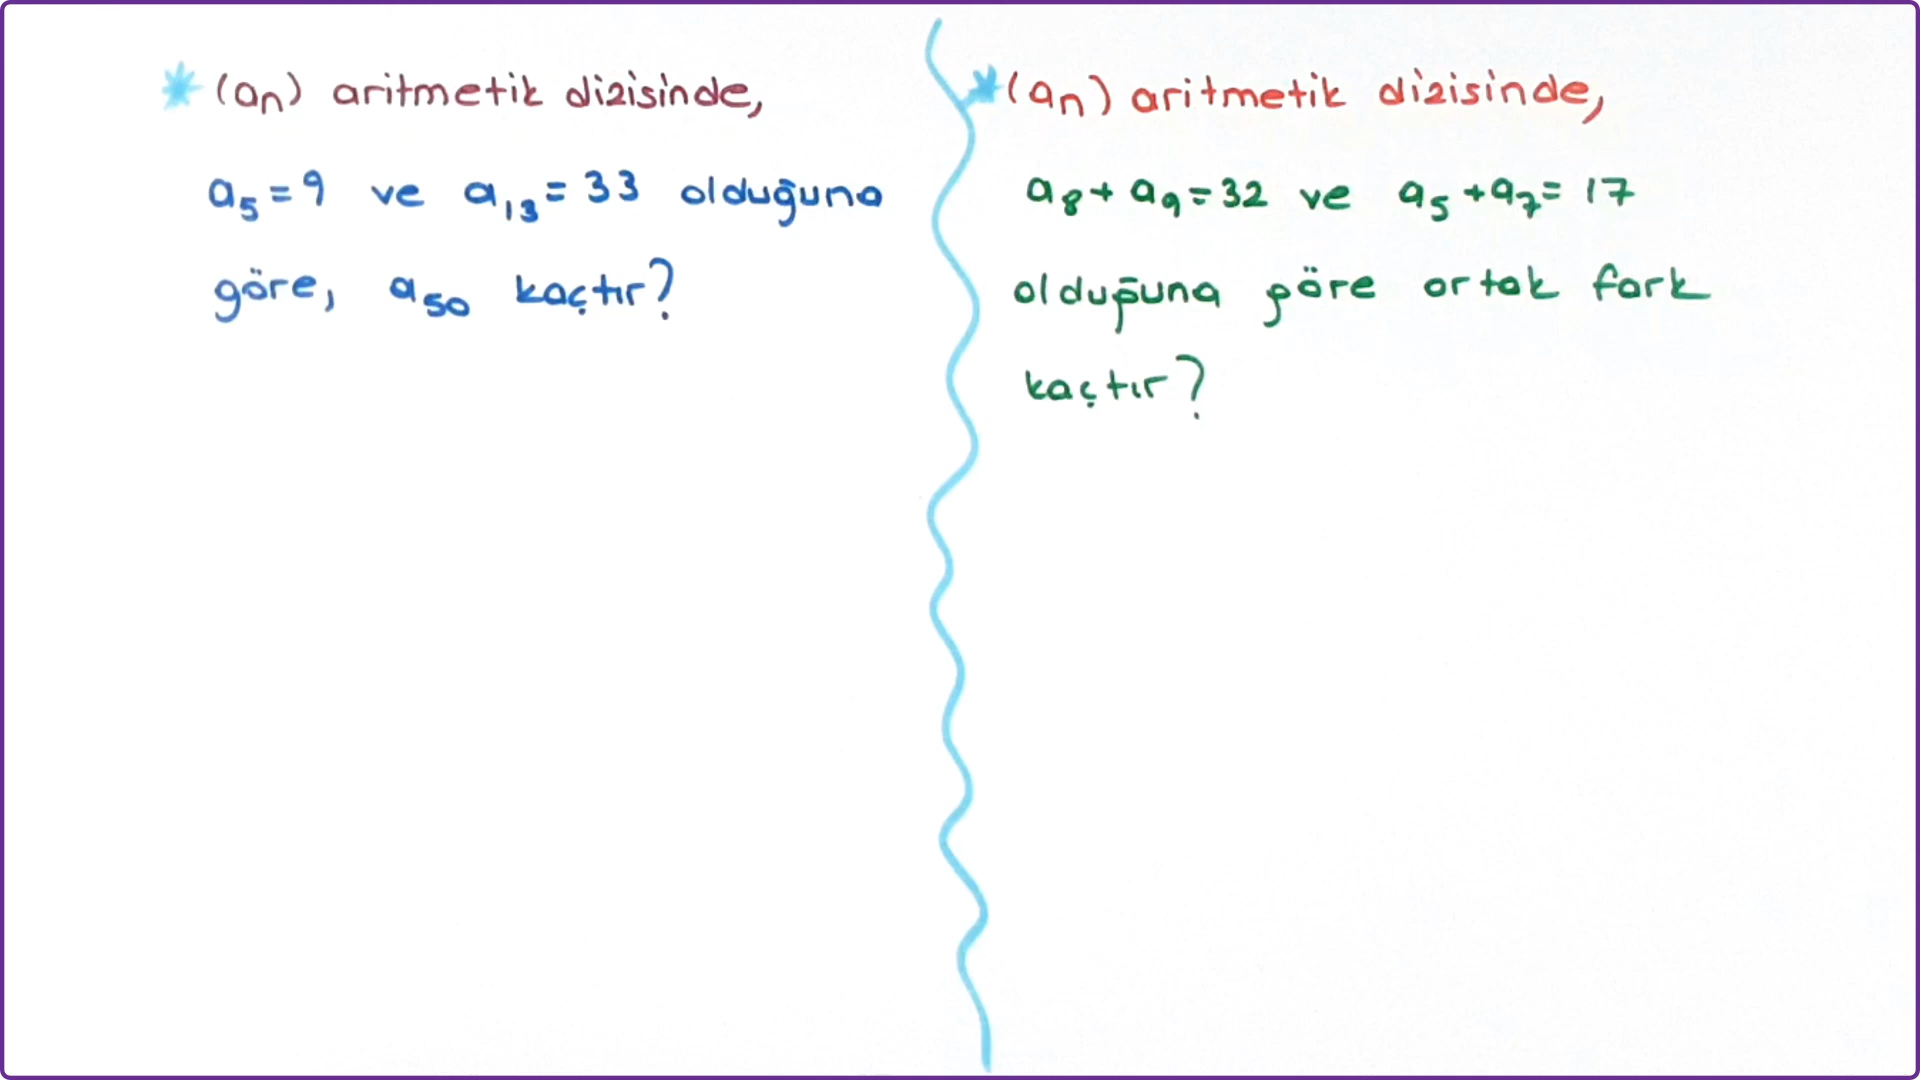 (aₙ) aritmetik dizisinde,
a₅ = 9 ve a₁₃ = 33 olduğuna
göre, a₅₀ kaçtır?
(aₙ) aritmetik dizisinde,
a₈ + a₉ = 32 ve a₅ + a₇ = 17
olduğuna göre ortak fark
kaçtır?